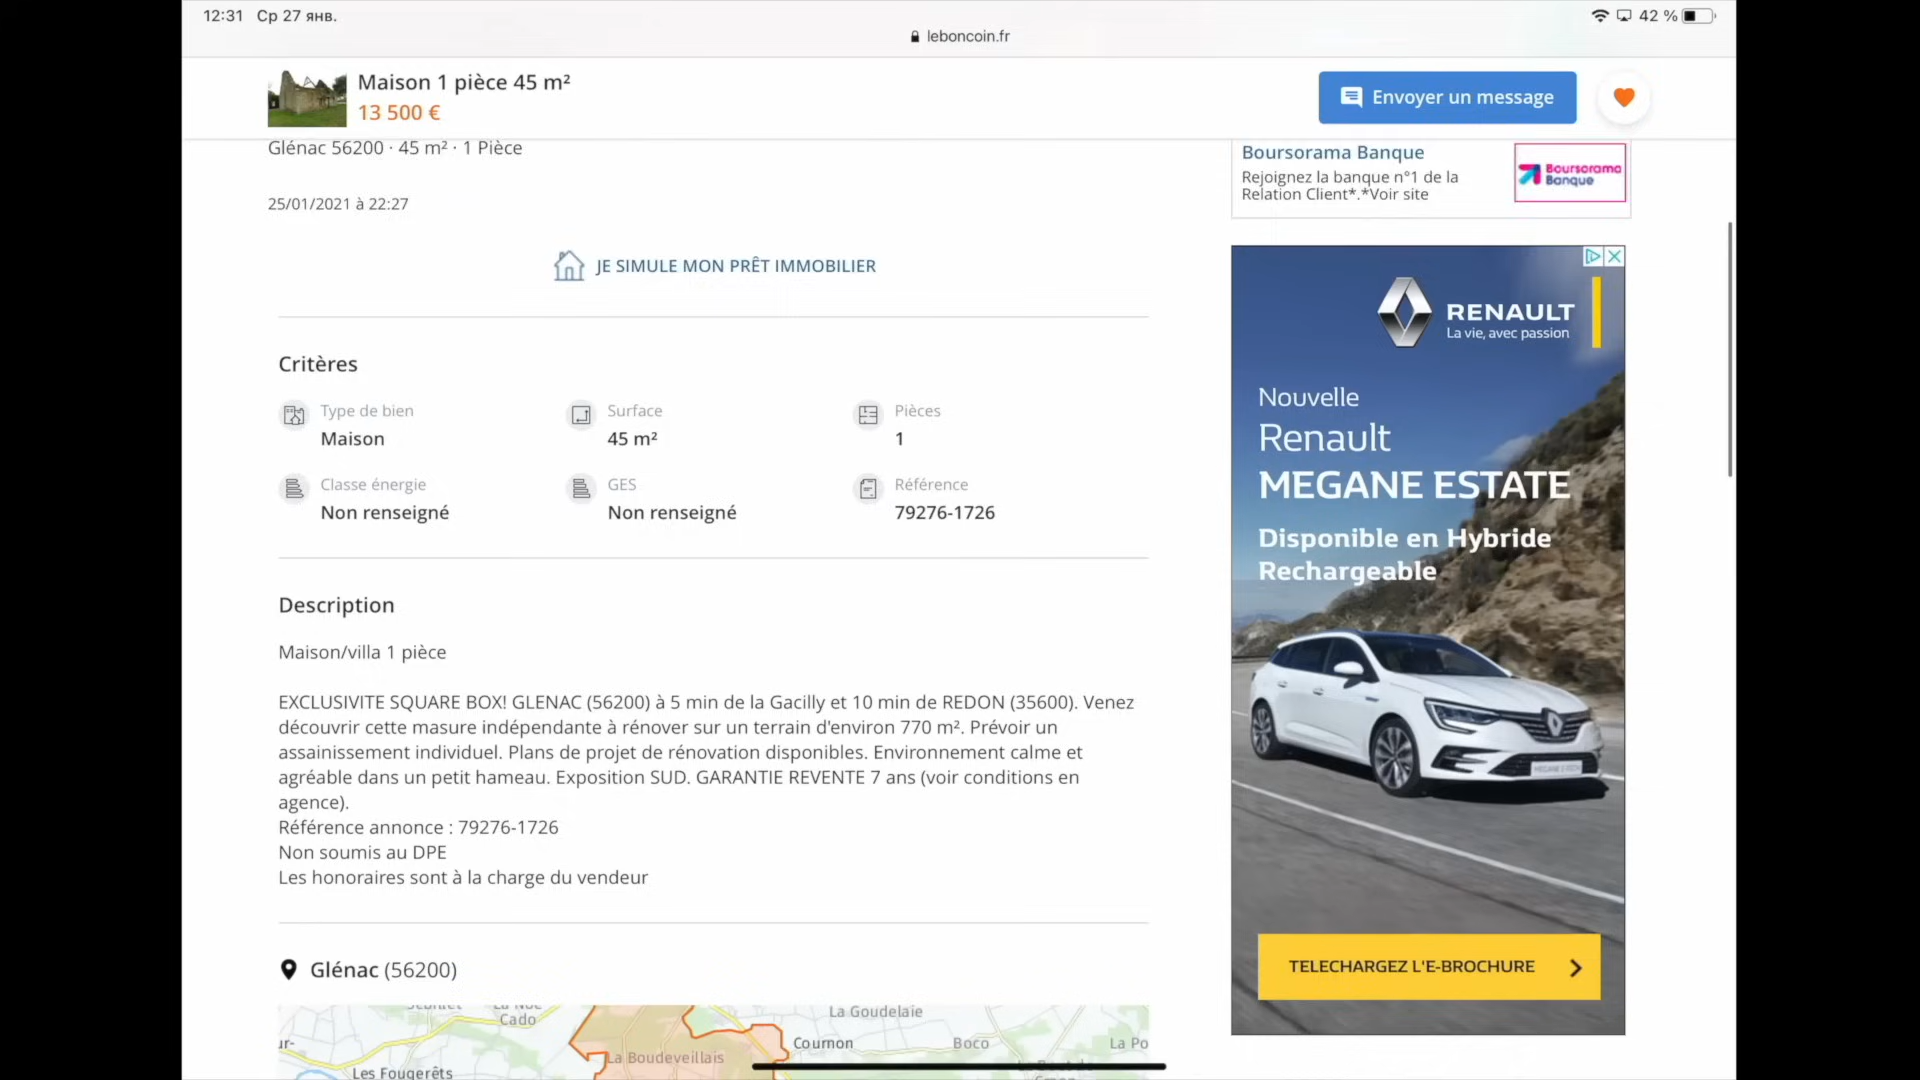 12:31 Ср 27 янв.
42 %
leboncoin.fr
Maison 1 pièce 45 m²
13 500 €
Envoyer un message
Glénac 56200 · 45 m² · 1 Pièce
25/01/2021 à 22:27
JE SIMULE MON PRÊT IMMOBILIER
Critères
Type de bien
Maison
Surface
45 m²
Pièces
1
Classe énergie
Non renseigné
GES
Non renseigné
Référence
79276-1726
Description
Maison/villa 1 pièce
EXCLUSIVITE SQUARE BOX! GLENAC (56200) à 5 min de la Gacilly et 10 min de REDON (35600). Venez
découvrir cette masure indépendante à rénover sur un terrain d'environ 770 m². Prévoir un
assainissement individuel. Plans de projet de rénovation disponibles. Environnement calme et
agréable dans un petit hameau. Exposition SUD. GARANTIE REVENTE 7 ans (voir conditions en
agence).
Référence annonce : 79276-1726
Non soumis au DPE
Les honoraires sont à la charge du vendeur
Glénac (56200)
Cado
La Goudelaie
Cournon
Boco
La Po
La Boudeveillais
Les Fougerêts
Boursorama Banque
Rejoignez la banque n°1 de la
Relation Client*.*Voir site
Boursorama
Banque
RENAULT
La vie, avec passion
Nouvelle
Renault
MEGANE ESTATE
Disponible en Hybride
Rechargeable
TELECHARGEZ L'E-BROCHURE